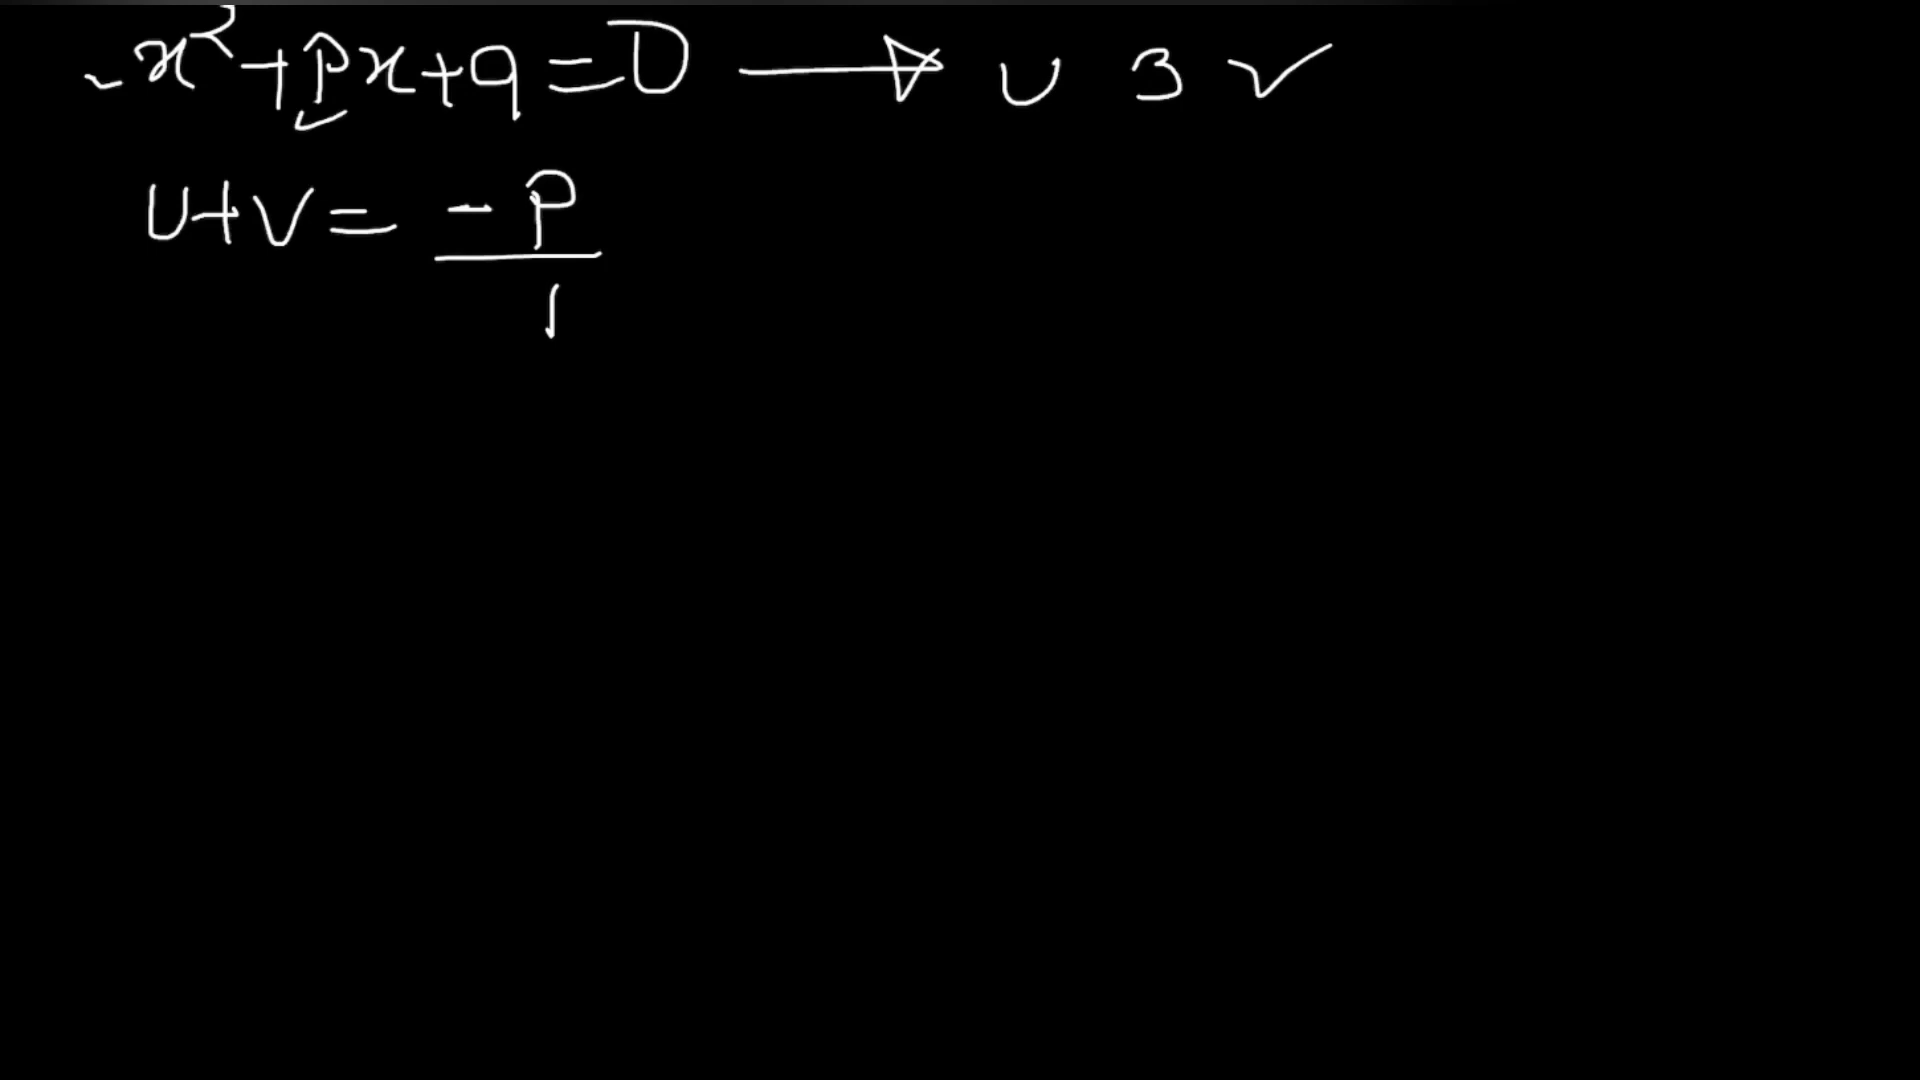 x² + px + q = 0 → u 3 v
u + v = -p/1